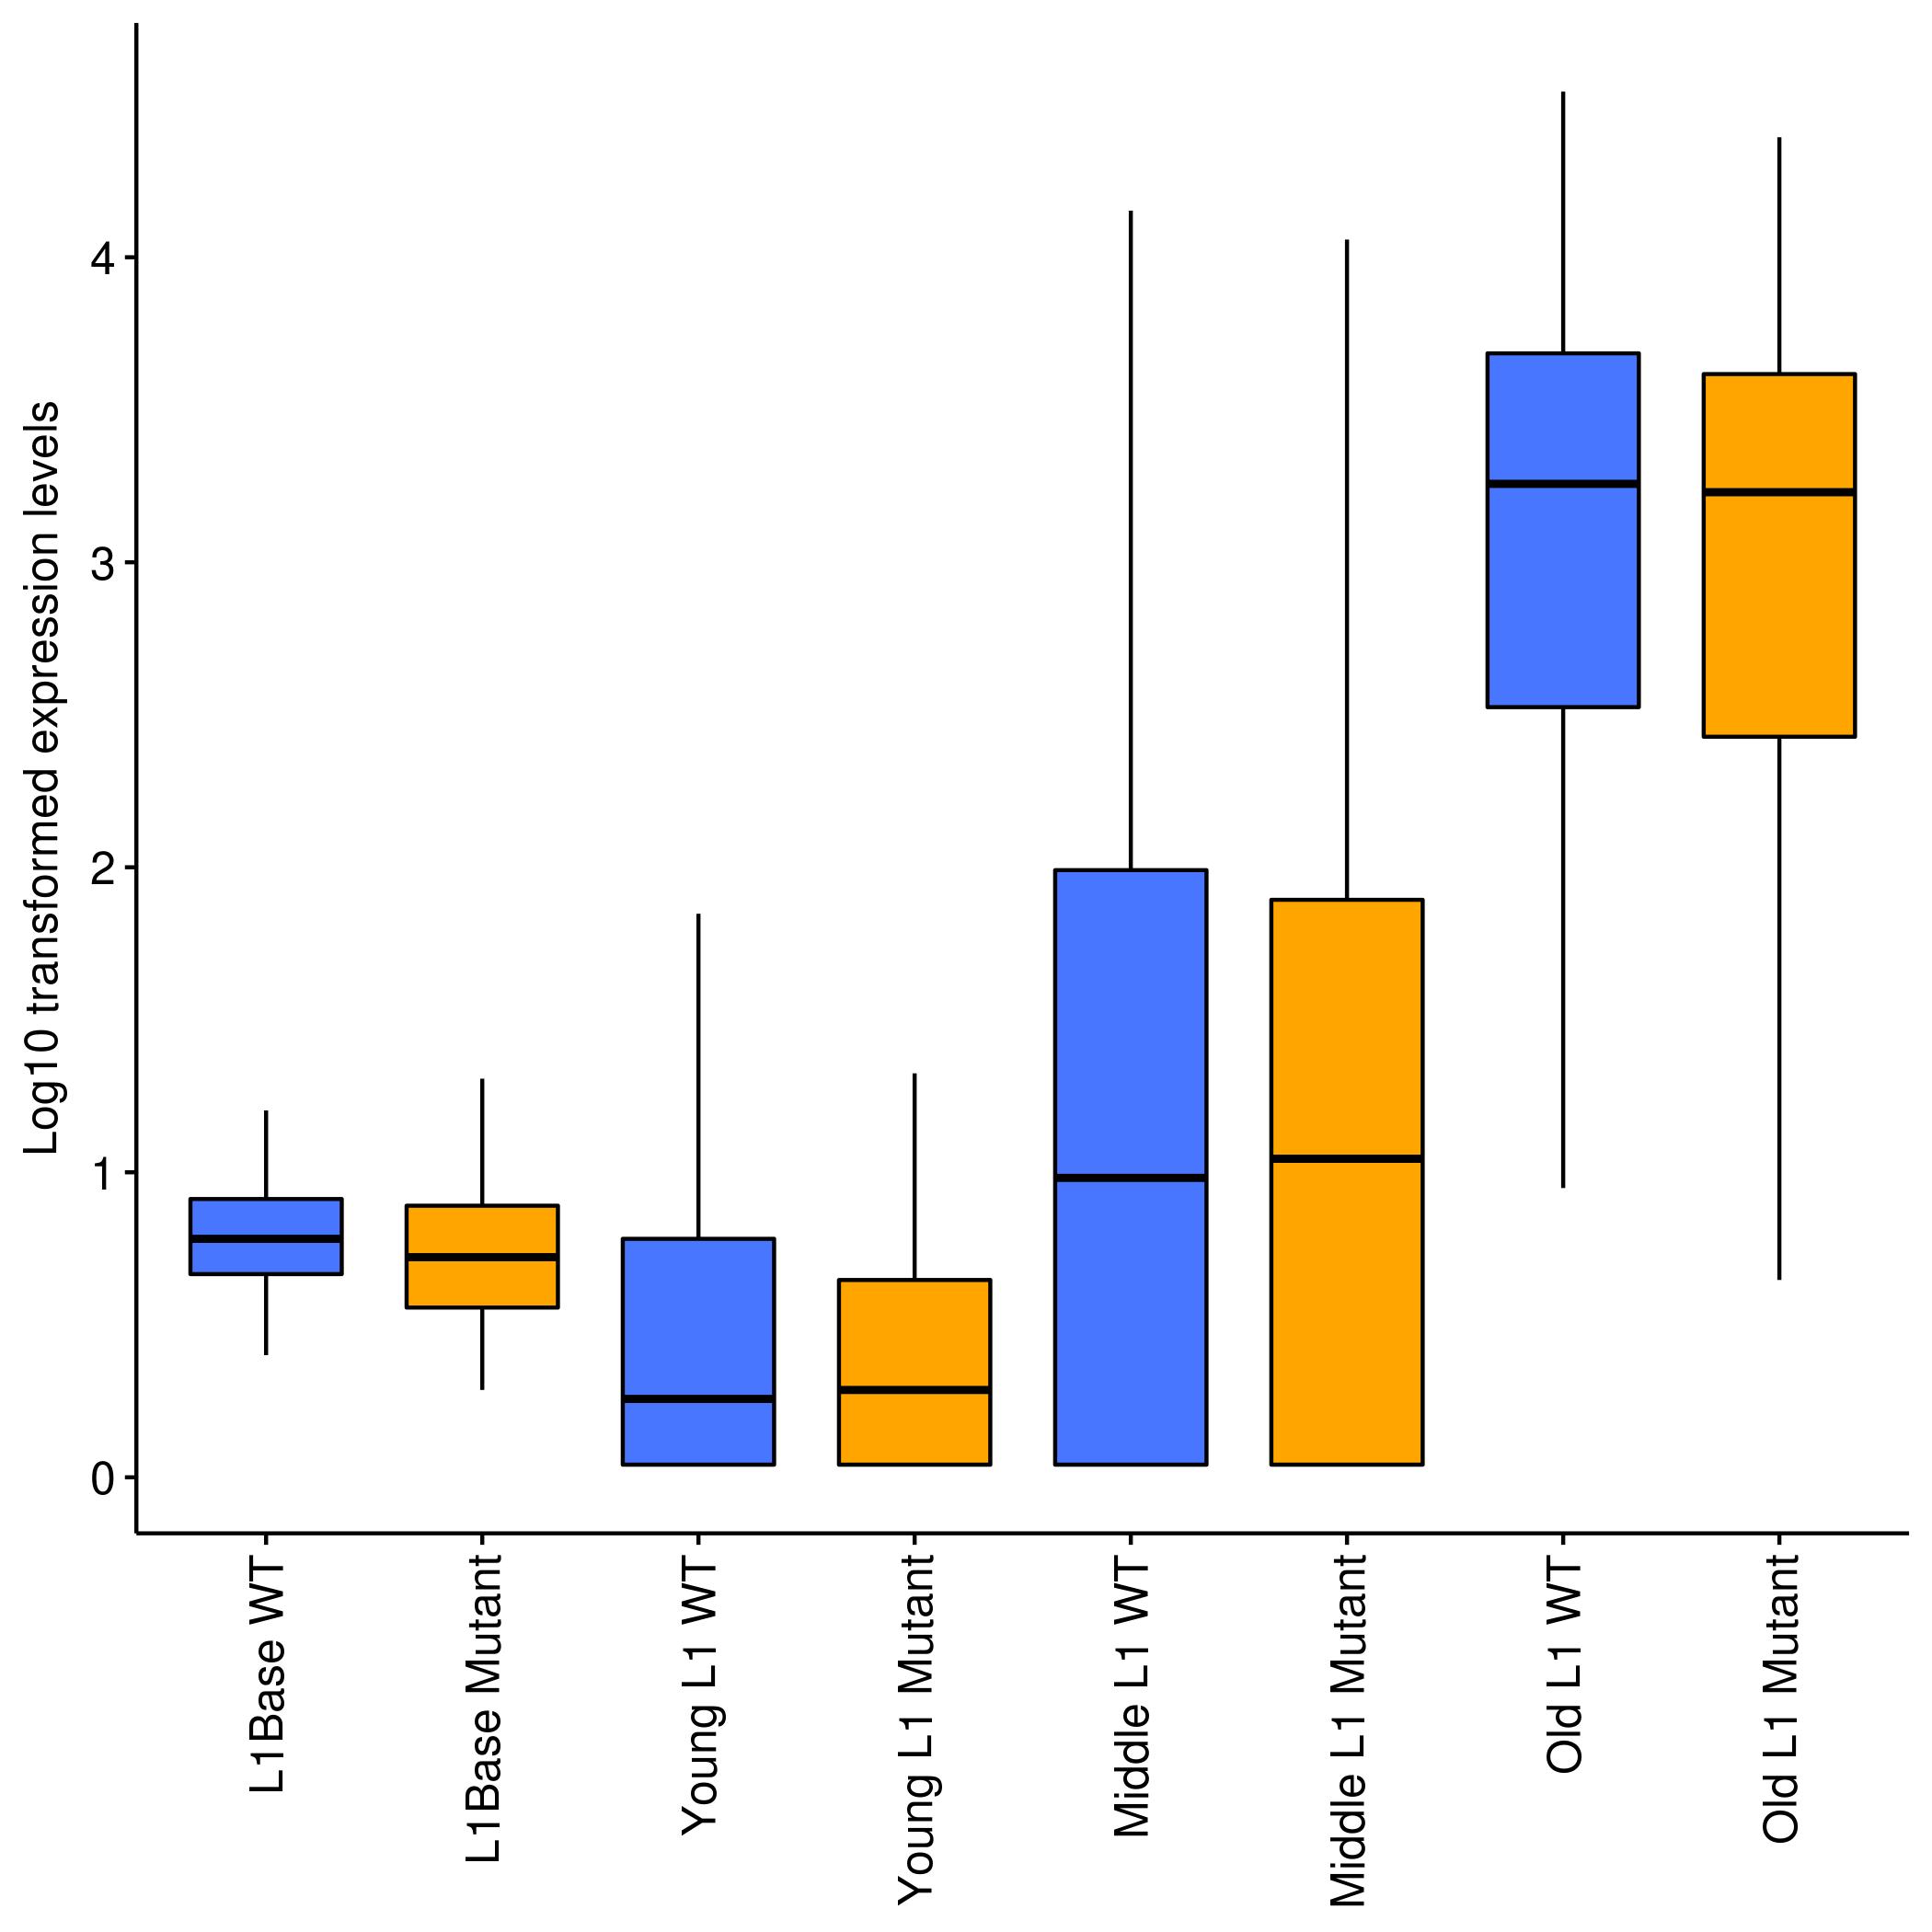 Log10 transformed expression levels
4
3
2
1
0
L1Base WT
L1Base Mutant
Young L1 WT
Young L1 Mutant
Middle L1 WT
Middle L1 Mutant
Old L1 WT
Old L1 Mutant